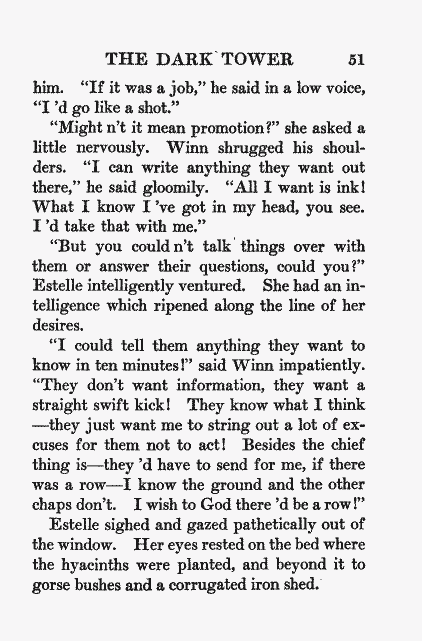 THE DARK TOWER 51
him. "If it was a job," he said in a low voice,
"I 'd go like a shot."
"Might n't it mean promotion?" she asked a
little nervously. Winn shrugged his shoul-
ders. "I can write anything they want out
there," he said gloomily. "All I want is ink!
What I know I 've got in my head, you see.
I 'd take that with me."
"But you could n't talk things over with
them or answer their questions, could you?"
Estelle intelligently ventured. She had an in-
telligence which ripened along the line of her
desires.
"I could tell them anything they want to
know in ten minutes!" said Winn impatiently.
"They don't want information, they want a
straight swift kick! They know what I think
—they just want me to string out a lot of ex-
cuses for them not to act! Besides the chief
thing is—they 'd have to send for me, if there
was a row—I know the ground and the other
chaps don't. I wish to God there 'd be a row!"
Estelle sighed and gazed pathetically out of
the window. Her eyes rested on the bed where
the hyacinths were planted, and beyond it to
gorse bushes and a corrugated iron shed.